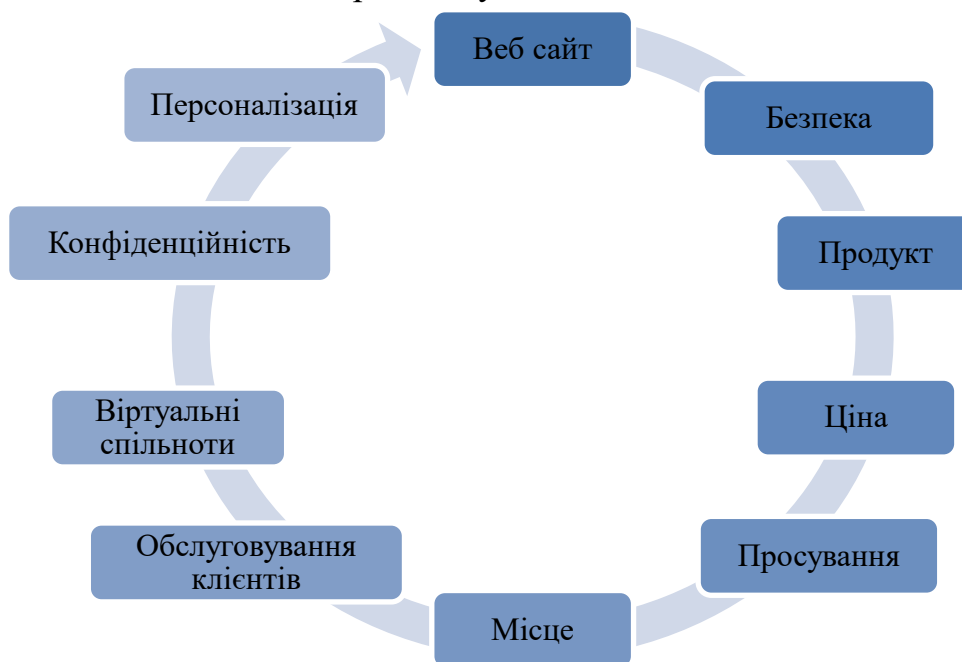 Веб сайт
Безпека
Продукт
Ціна
Просування
Місце
Обслуговування
клієнтів
Віртуальні
спільноти
Конфіденційність
Персоналізація